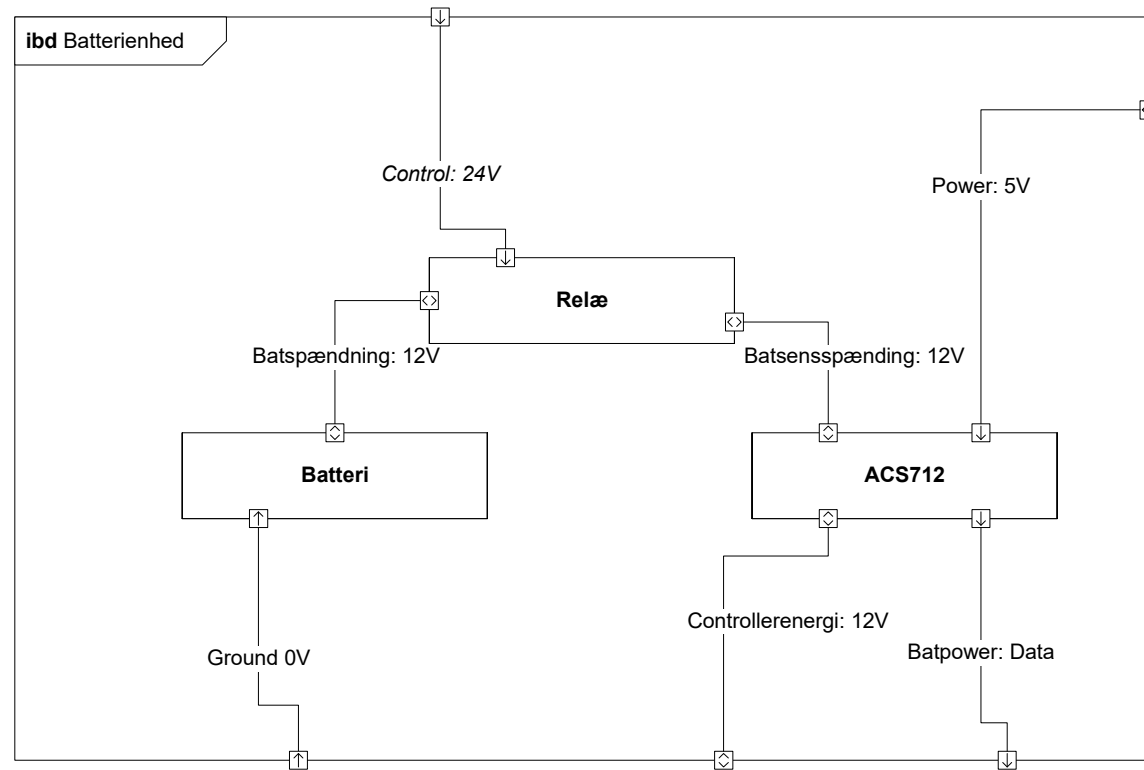 ibd Batterienhed
Control: 24V
Power: 5V
Relæ
Batspændning: 12V
Batsensspænding: 12V
Batteri
ACS712
Controllerenergi: 12V
Ground 0V
Batpower: Data